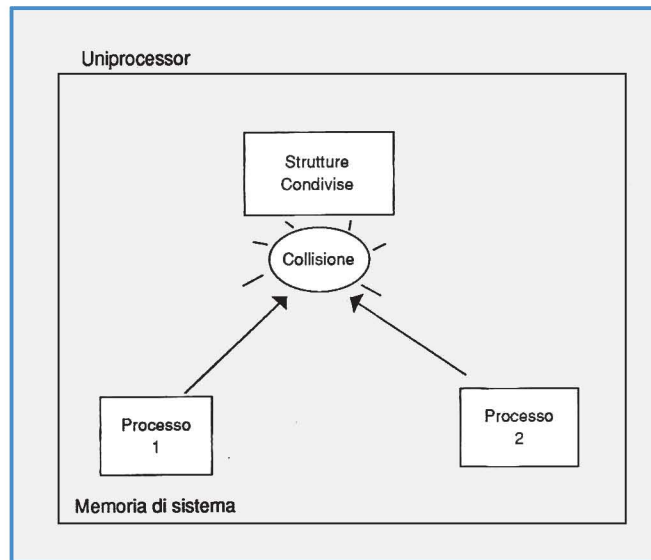 Uniprocessor
Strutture
Condivise
Collisione
Processo
1
Processo
2
Memoria di sistema